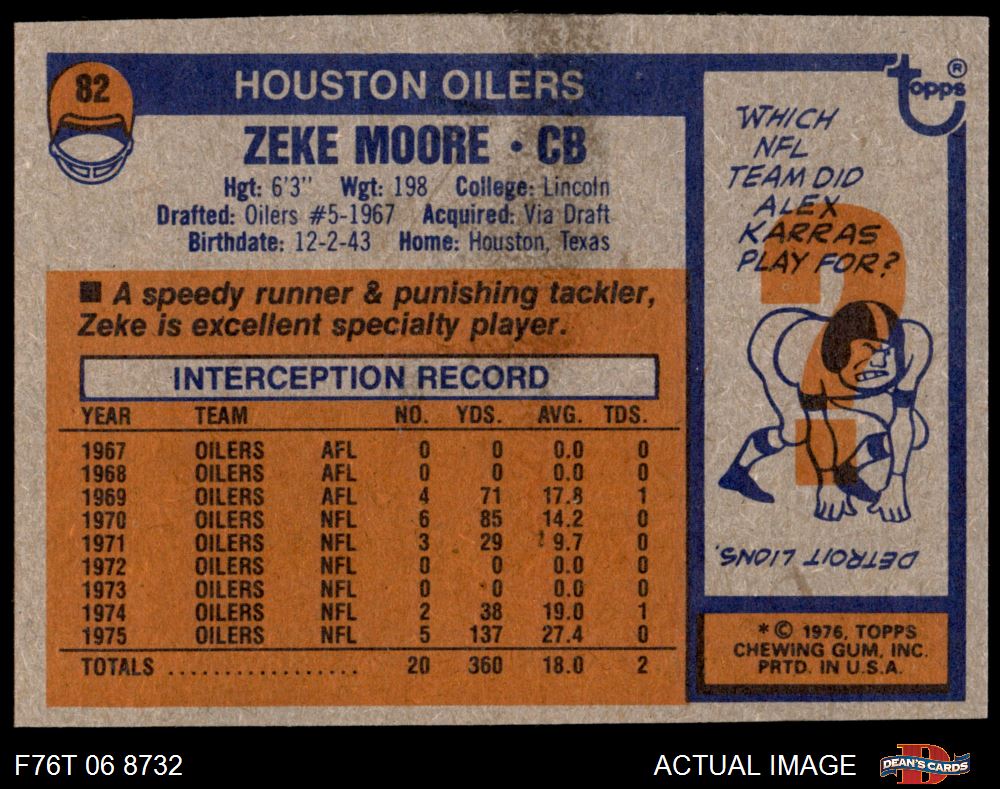 82
HOUSTON OILERS
ZEKE MOORE • CB
Hgt: 6'3" Wgt: 198 College: Lincoln
Drafted: Oilers #5-1967 Acquired: Via Draft
Birthdate: 12-2-43 Home: Houston, Texas
■ A speedy runner & punishing tackler,
Zeke is excellent specialty player.
INTERCEPTION RECORD
YEAR TEAM NO. YDS. AVG. TDS.
1967 OILERS AFL 0 0 0.0 0
1968 OILERS AFL 0 0 0.0 0
1969 OILERS AFL 4 71 17.8 1
1970 OILERS NFL 6 85 14.2 0
1971 OILERS NFL 3 29 9.7 0
1972 OILERS NFL 0 0 0.0 0
1973 OILERS NFL 0 0 0.0 0
1974 OILERS NFL 2 38 19.0 1
1975 OILERS NFL 5 137 27.4 0
TOTALS .................. 20 360 18.0 2
topps ®
WHICH
NFL
TEAM DID
ALEX
KARRAS
PLAY FOR?
?
DETROIT LIONS.
* © 1976, TOPPS
CHEWING GUM, INC.
PRTD. IN U.S.A.
F76T 06 8732
ACTUAL IMAGE
D
DEAN'S CARDS